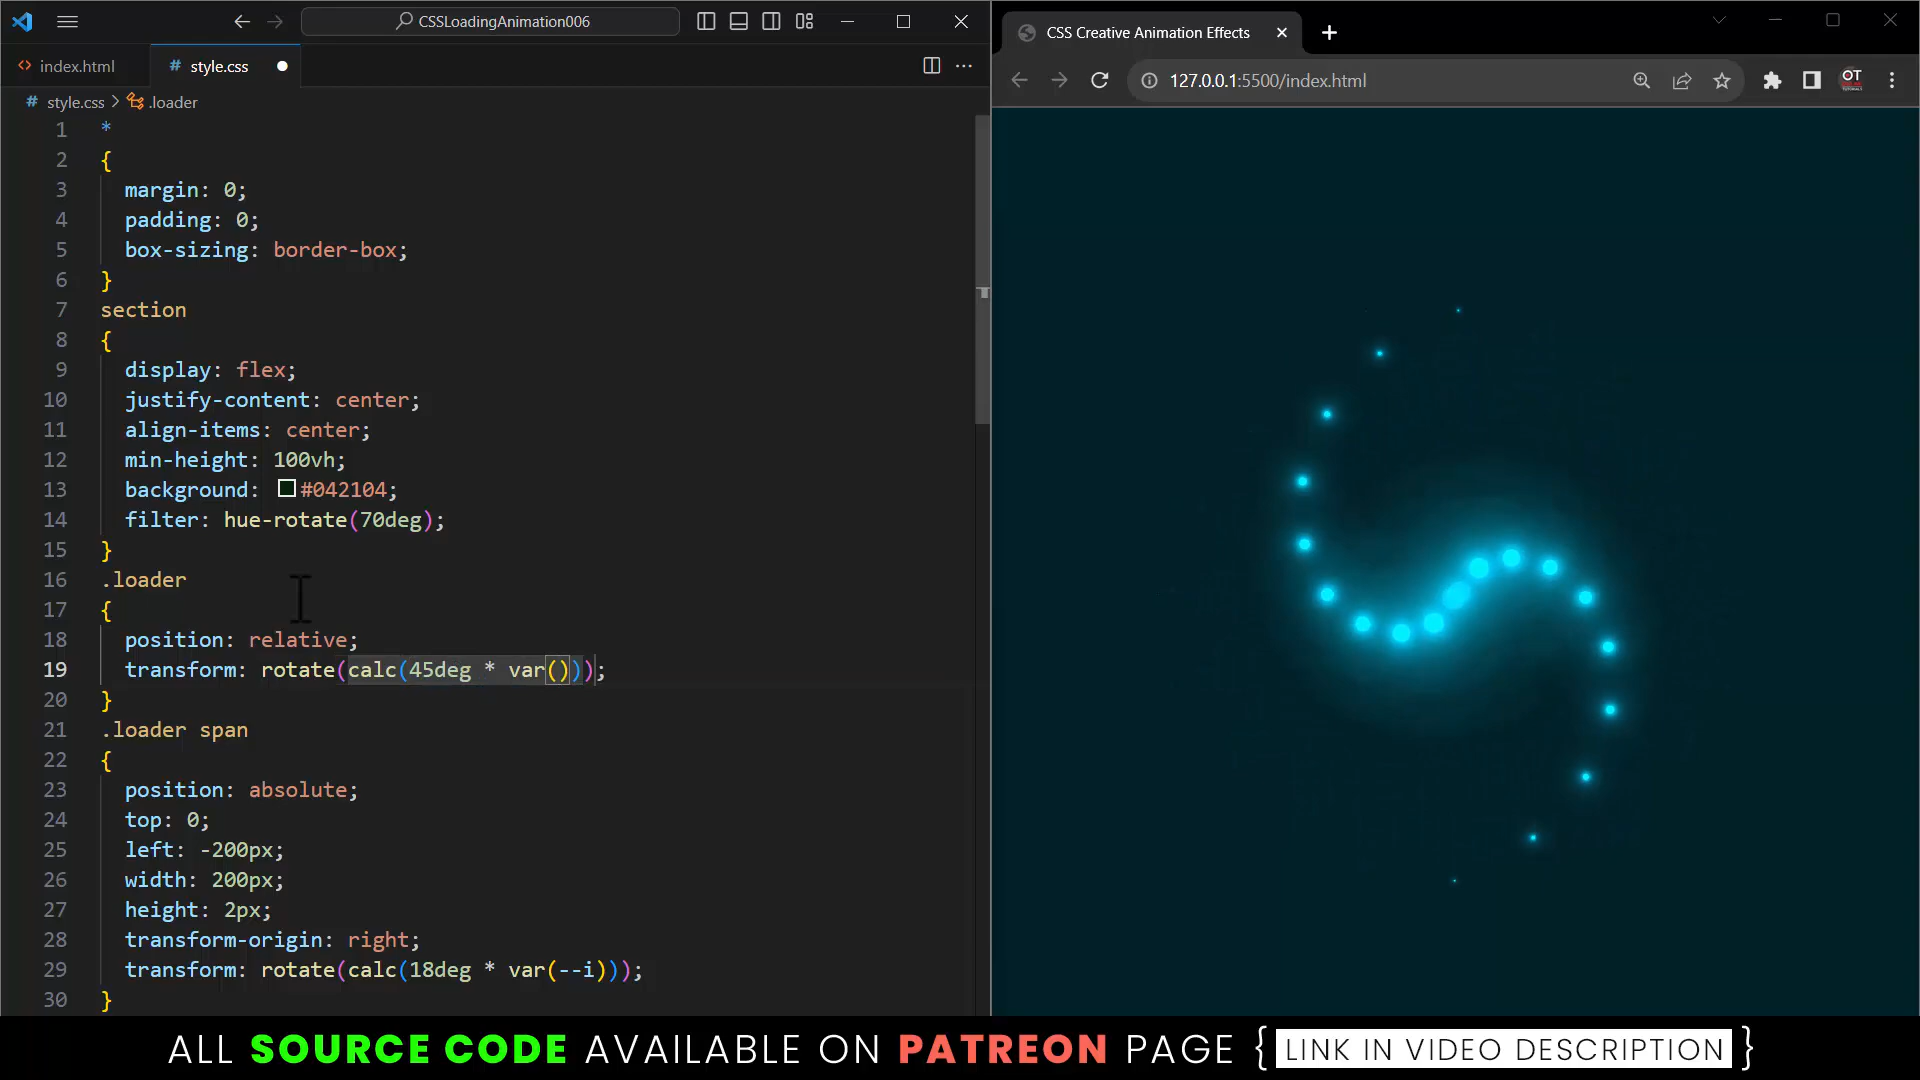 CSSLoadingAnimation006
index.html
# style.css
# style.css > .loader
1 *
2 {
3 margin: 0;
4 padding: 0;
5 box-sizing: border-box;
6 }
7 section
8 {
9 display: flex;
10 justify-content: center;
11 align-items: center;
12 min-height: 100vh;
13 background: #042104;
14 filter: hue-rotate(70deg);
15 }
16 .loader
17 {
18 position: relative;
19 transform: rotate(calc(45deg * var()));
20 }
21 .loader span
22 {
23 position: absolute;
24 top: 0;
25 left: -200px;
26 width: 200px;
27 height: 2px;
28 transform-origin: right;
29 transform: rotate(calc(18deg * var(--i)));
30 }
CSS Creative Animation Effects
127.0.0.1:5500/index.html
OT
ALL SOURCE CODE AVAILABLE ON PATREON PAGE { LINK IN VIDEO DESCRIPTION }